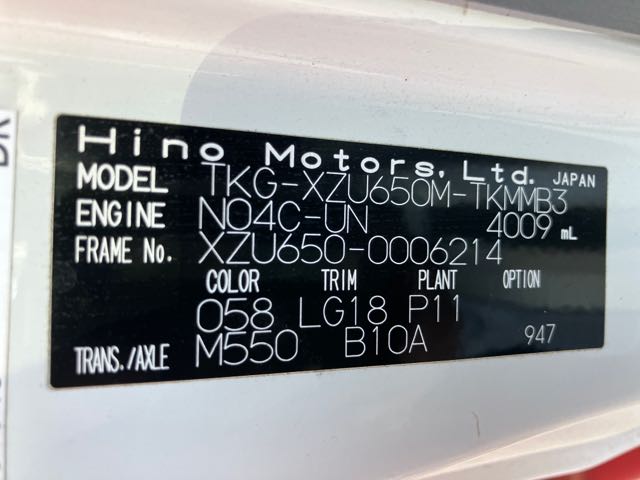 Hino Motors, Ltd. JAPAN
MODEL TKG-XZU650M-TKMMB3
ENGINE N04C-UN 4009 mL
FRAME No. XZU650-0006214
COLOR TRIM PLANT OPTION
058 LG18 P11
TRANS./AXLE M550 B10A 947